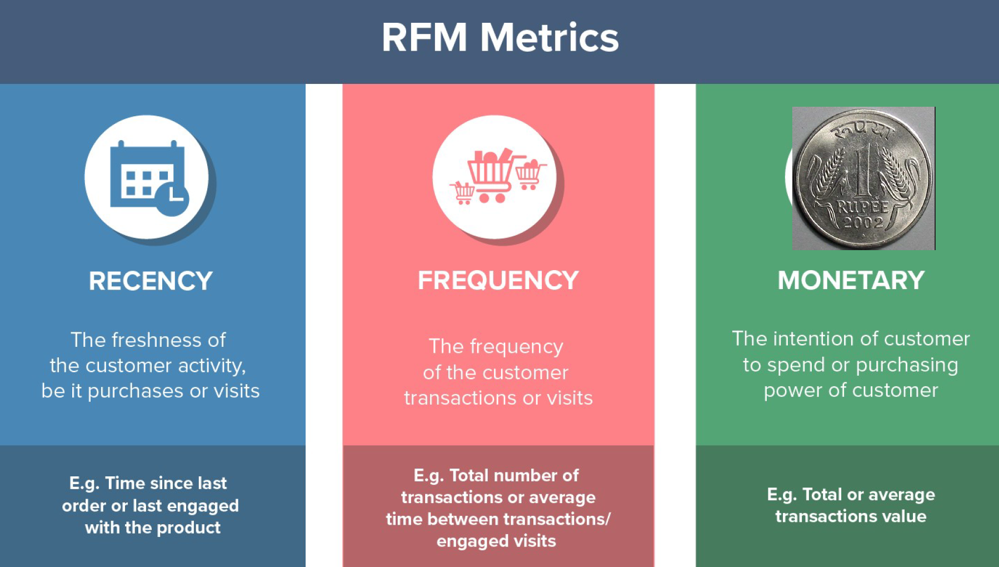 RFM Metrics
RECENCY
The freshness of
the customer activity,
be it purchases or visits
E.g. Time since last
order or last engaged
with the product
FREQUENCY
The frequency
of the customer
transactions or visits
E.g. Total number of
transactions or average
time between transactions/
engaged visits
रूपया
1
RUPEE
2002
MONETARY
The intention of customer
to spend or purchasing
power of customer
E.g. Total or average
transactions value